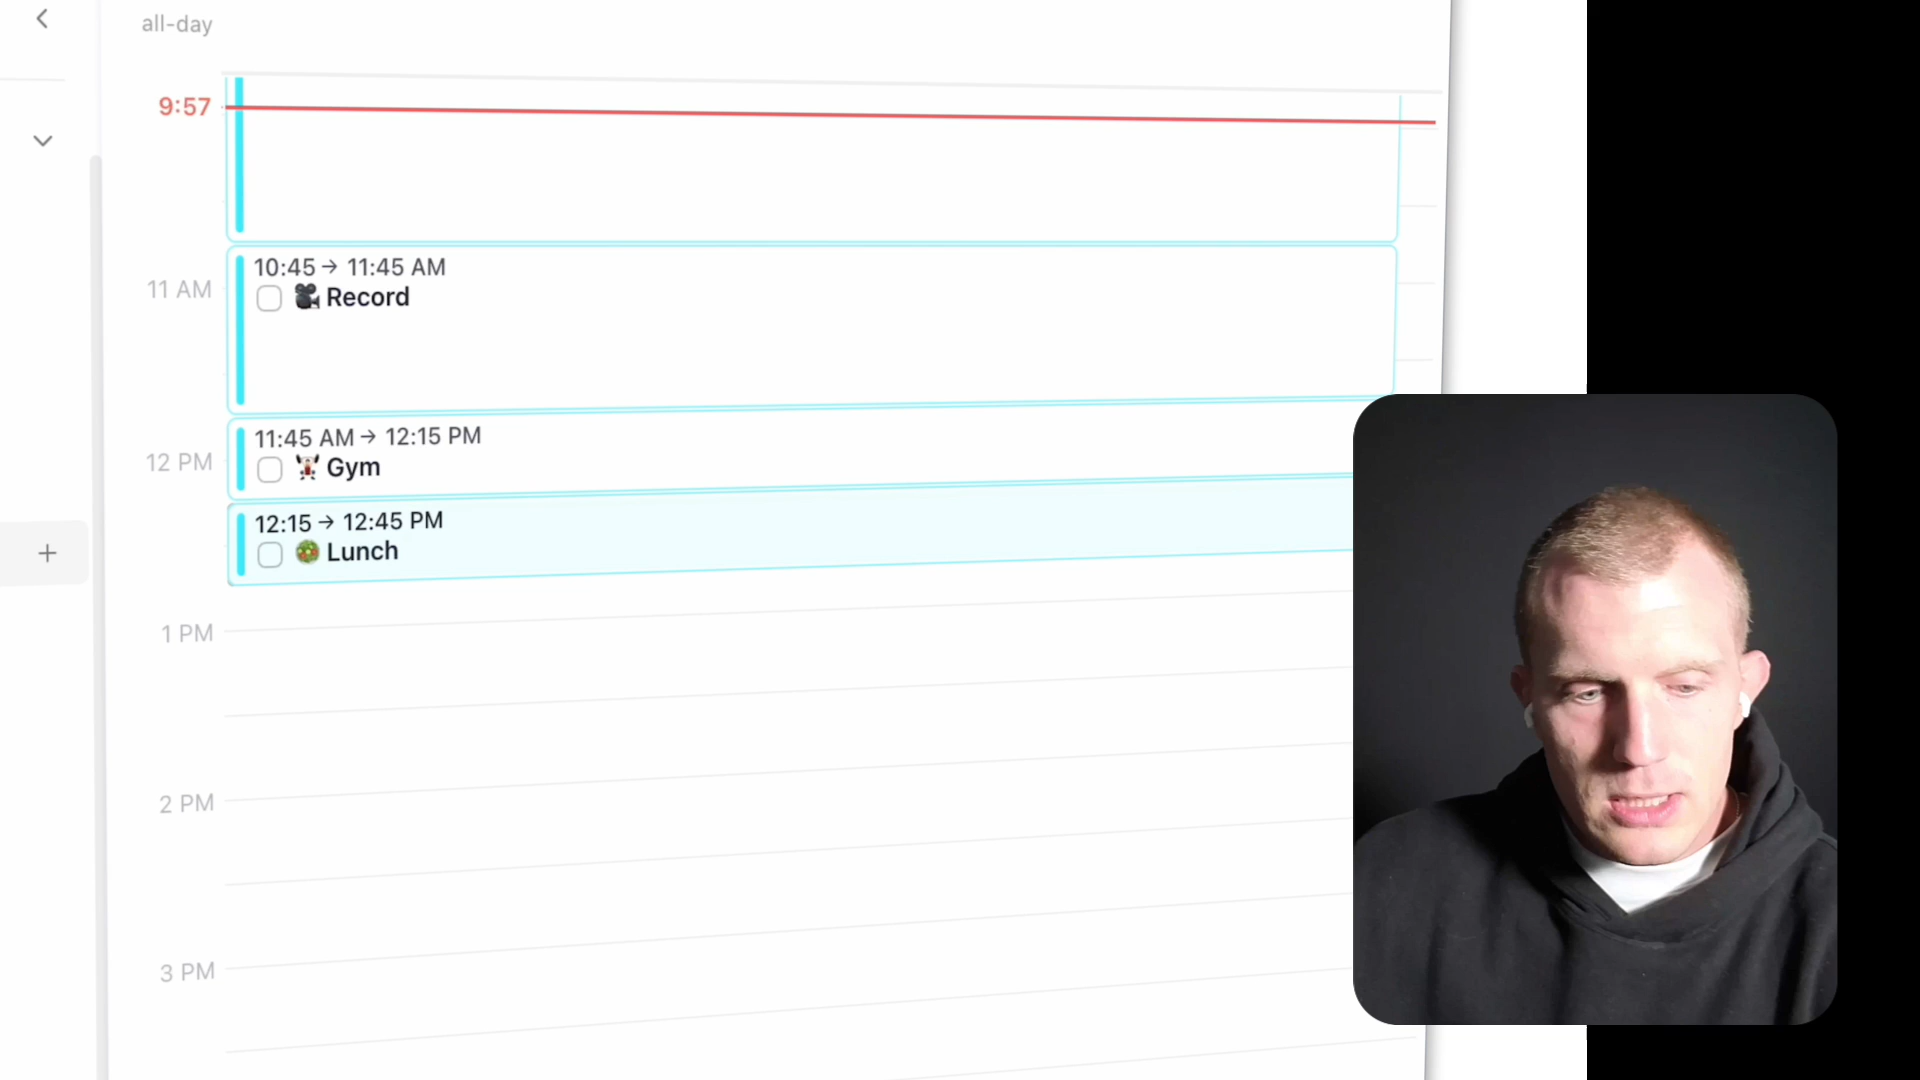 all-day
9:57
10:45 → 11:45 AM
11 AM
Record
11:45 AM → 12:15 PM
12 PM
Gym
12:15 → 12:45 PM
Lunch
1 PM
2 PM
3 PM